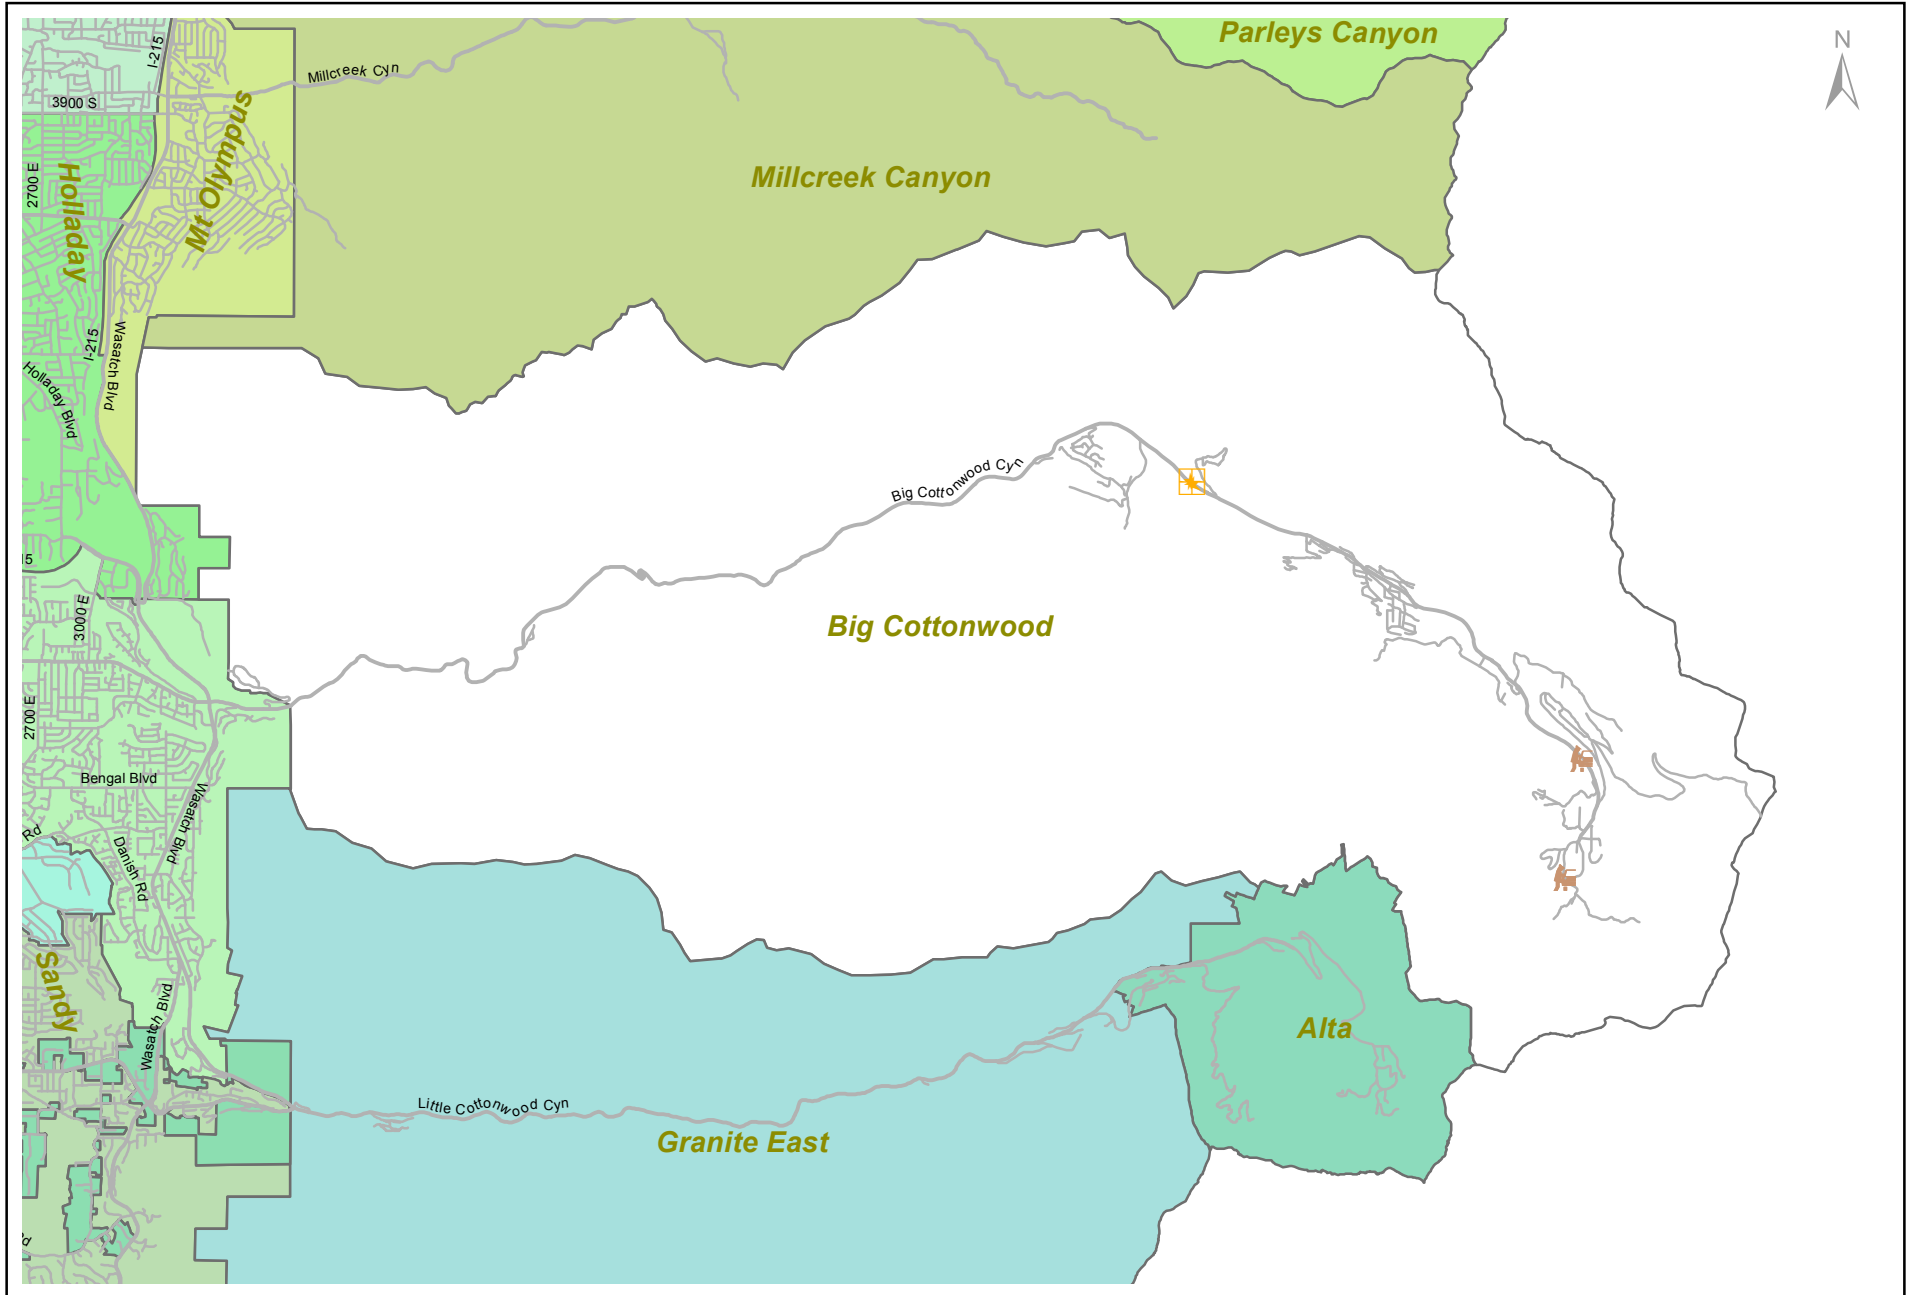 Parleys Canyon
N
I-215
Millcreek Cyn
3900 S
Mt Olympus
Holladay
2700 E
Millcreek Canyon
I-215
Wasatch Blvd
Holladay Blvd
Big Cottonwood Cyn
15
3000 E
Big Cottonwood
2700 E
Bengal Blvd
Wasatch Blvd
Rd
Danish Rd
Sandy
Wasatch Blvd
Alta
Little Cottonwood Cyn
Granite East